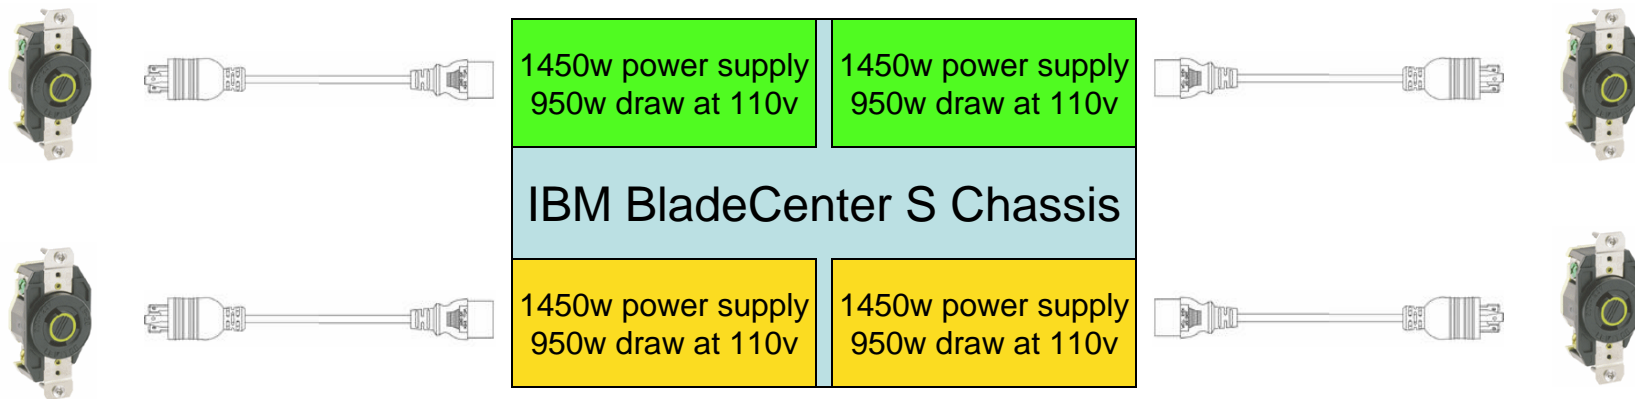 1450w power supply
950w draw at 110v
1450w power supply
950w draw at 110v
IBM BladeCenter S Chassis
1450w power supply
950w draw at 110v
1450w power supply
950w draw at 110v